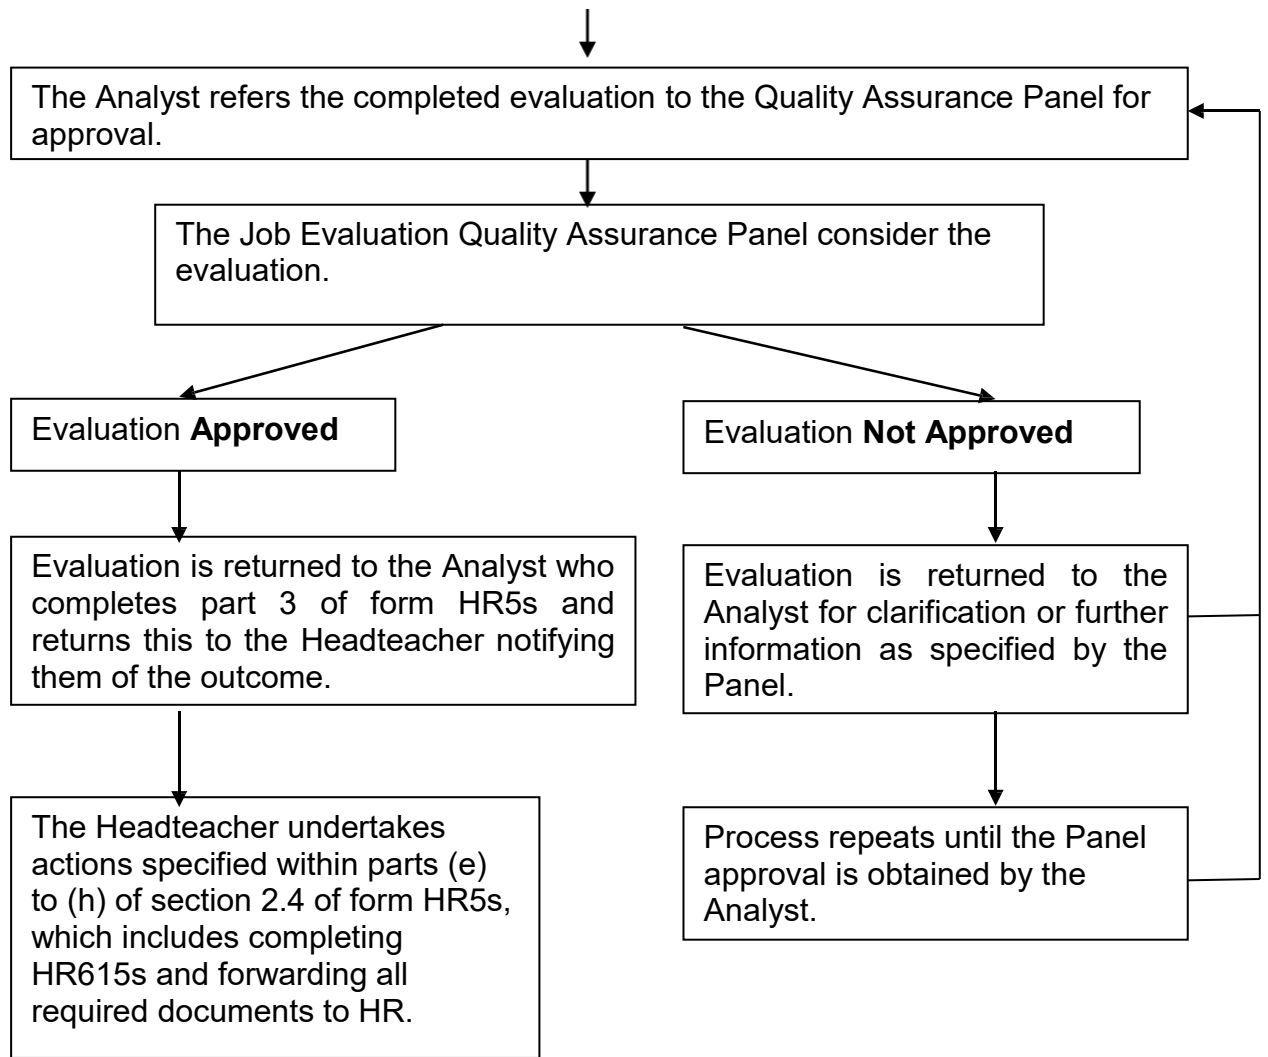 The Analyst refers the completed evaluation to the Quality Assurance Panel for
approval.
The Job Evaluation Quality Assurance Panel consider the
evaluation.
Evaluation Approved
Evaluation is returned to the Analyst who
completes part 3 of form HR5s and
returns this to the Headteacher notifying
them of the outcome.
The Headteacher undertakes
actions specified within parts (e)
to (h) of section 2.4 of form HR5s,
which includes completing
HR615s and forwarding all
required documents to HR.
Evaluation Not Approved
Evaluation is returned to the
Analyst for clarification or further
information as specified by the
Panel.
Process repeats until the Panel
approval is obtained by the
Analyst.